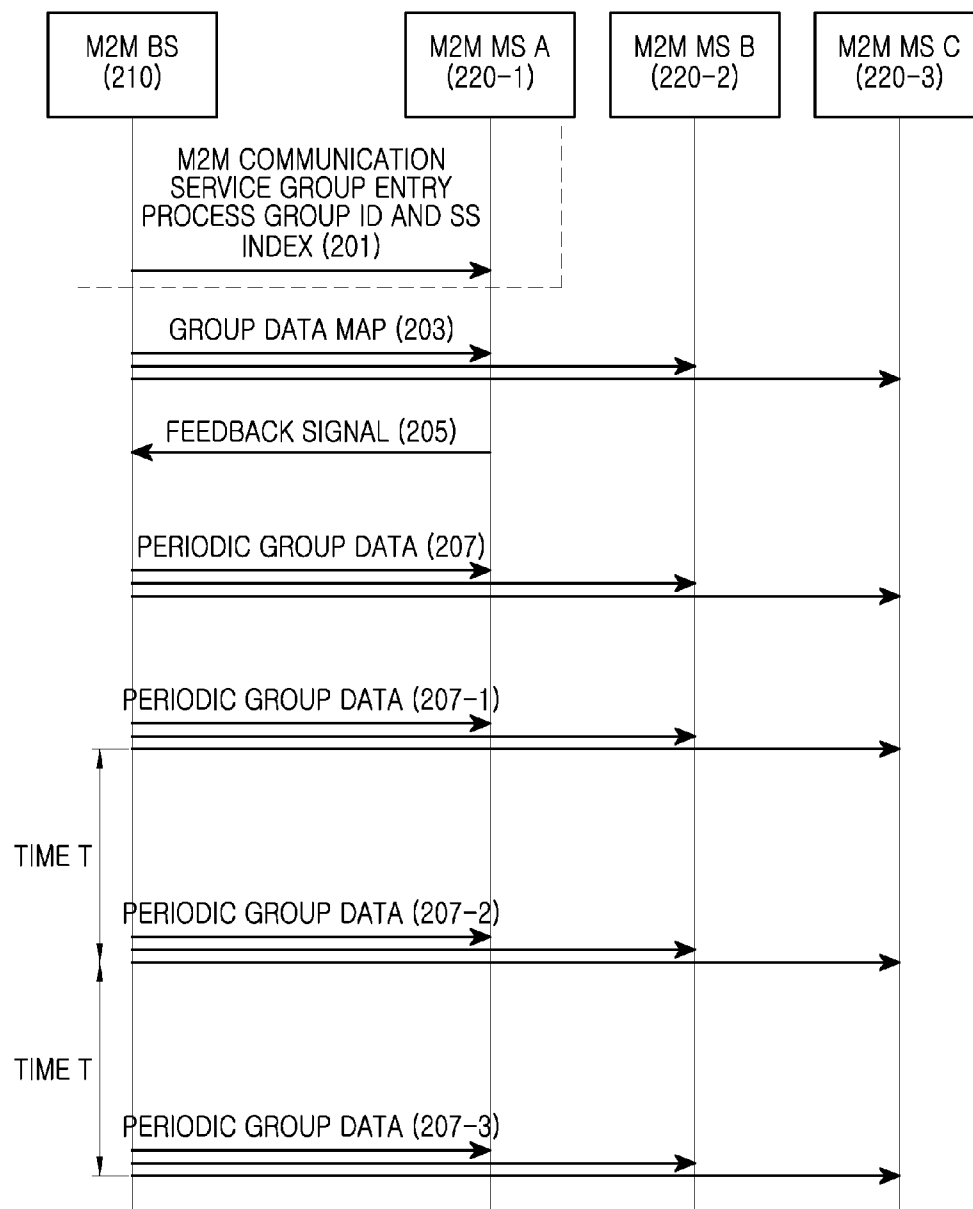 M2M BS
(210)
M2M MS A
(220-1)
M2M MS B
(220-2)
M2M MS C
(220-3)
M2M COMMUNICATION
SERVICE GROUP ENTRY
PROCESS GROUP ID AND SS
INDEX (201)
GROUP DATA MAP (203)
FEEDBACK SIGNAL (205)
PERIODIC GROUP DATA (207)
PERIODIC GROUP DATA (207-1)
TIME T
PERIODIC GROUP DATA (207-2)
TIME T
PERIODIC GROUP DATA (207-3)